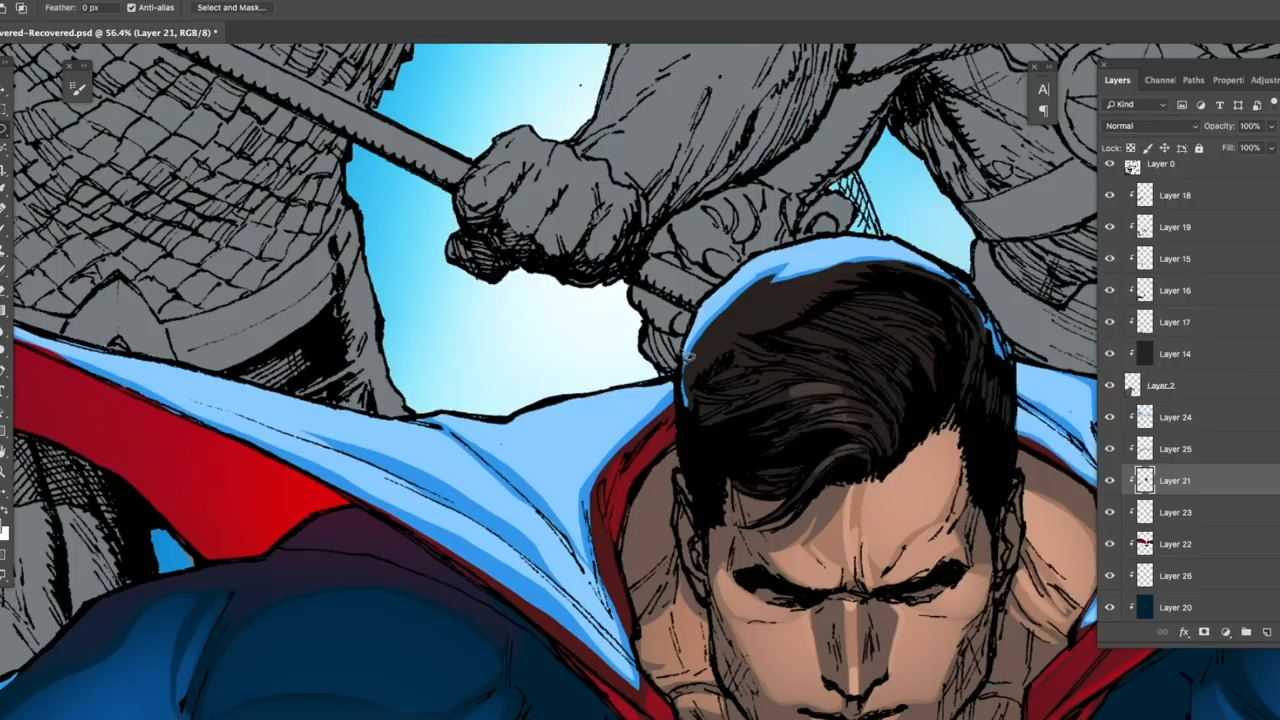 Feather: 0 px Anti-alias Select and Mask...
vered-Recovered.psd @ 56.4% (Layer 21, RGB/8) *
Layers Channe Paths Properti Adjustr
Kind
Normal Opacity: 100%
Lock: Fill: 100%
Layer 0
Layer 18
Layer 19
Layer 15
Layer 16
Layer 17
Layer 14
Layer 2
Layer 24
Layer 25
Layer 21
Layer 23
Layer 22
Layer 26
Layer 20
fx